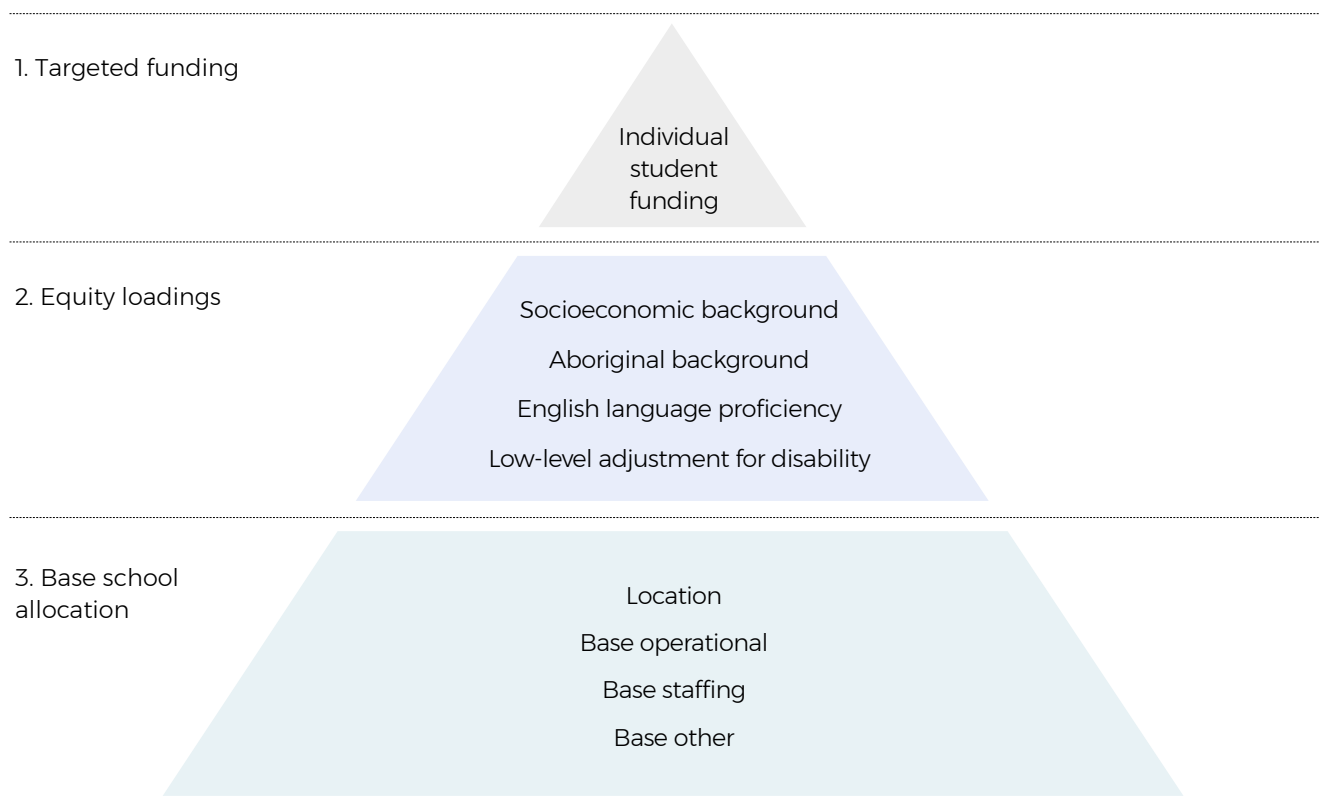 1. Targeted funding
Individual
student
funding
2. Equity loadings
Socioeconomic background
Aboriginal background
English language proficiency
Low-level adjustment for disability
3. Base school
allocation
Location
Base operational
Base staffing
Base other